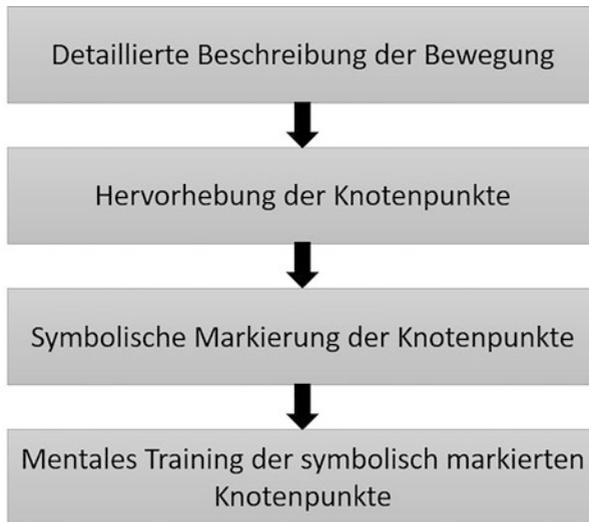 Detaillierte Beschreibung der Bewegung
Hervorhebung der Knotenpunkte
Symbolische Markierung der Knotenpunkte
Mentales Training der symbolisch markierten
Knotenpunkte